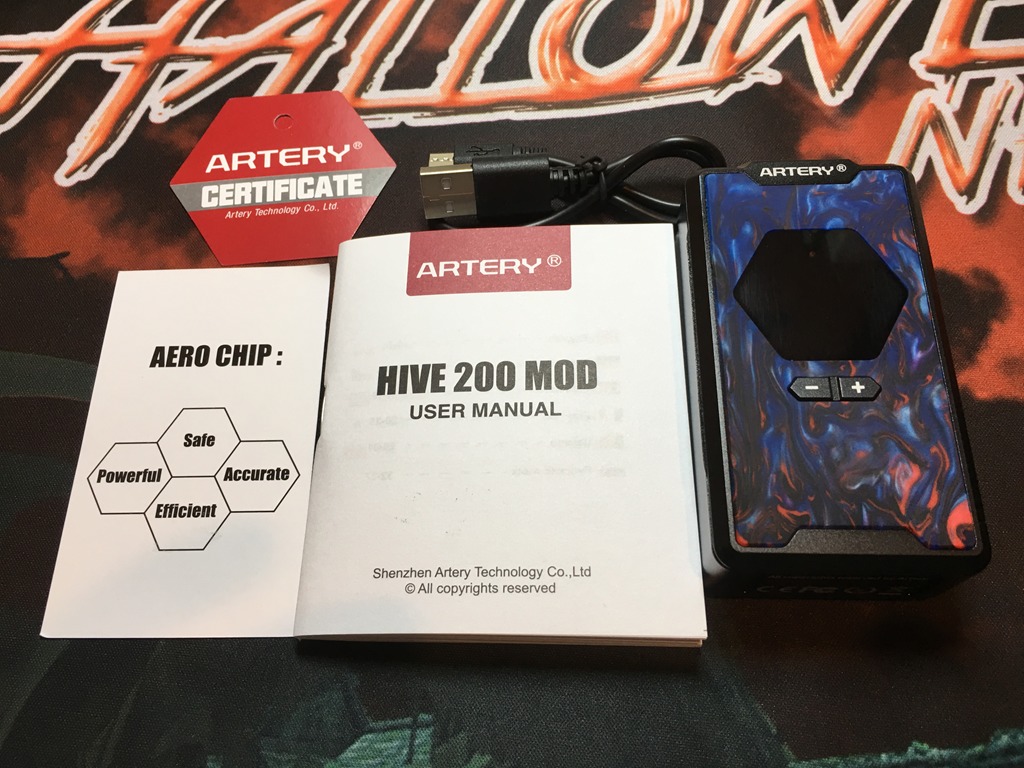 HALLOWE
N
ARTERY®
CERTIFICATE
Artery Technology Co., Ltd.
ARTERY®
AERO CHIP :
Safe
Powerful
Accurate
Efficient
ARTERY®
HIVE 200 MOD
USER MANUAL
Shenzhen Artery Technology Co.,Ltd
© All copyrights reserved
− +